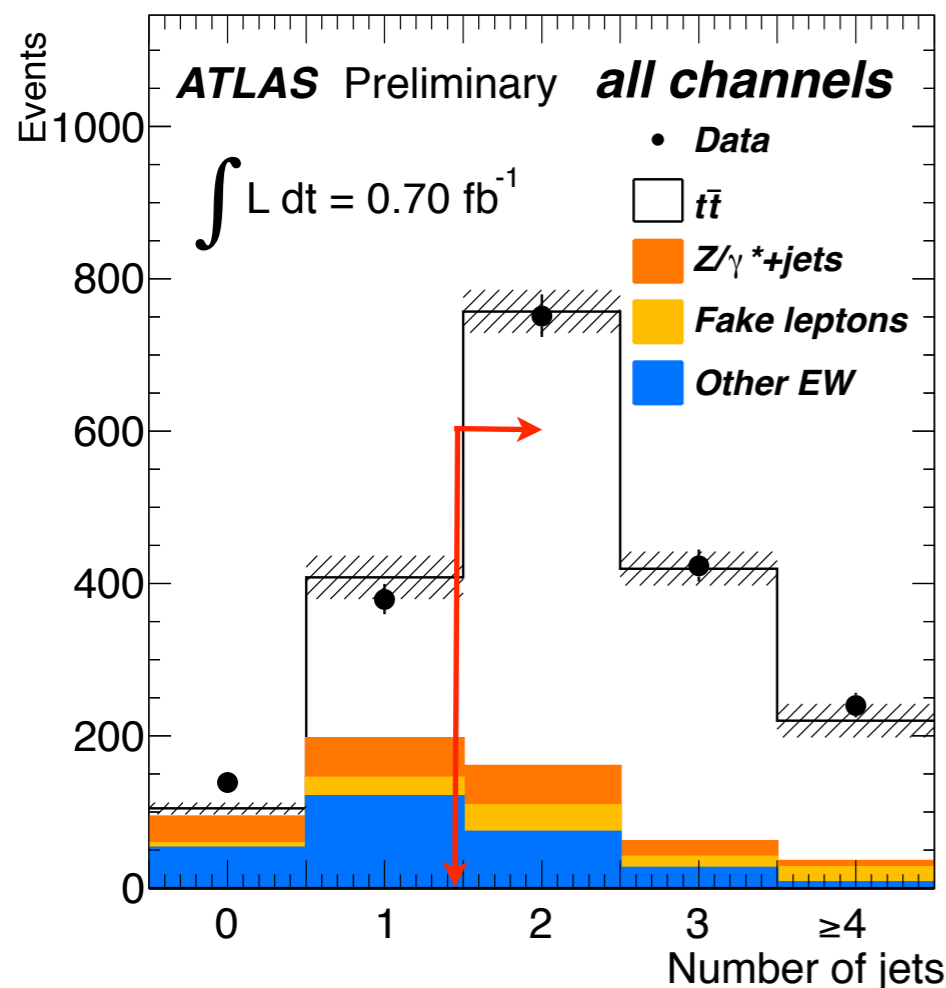 Events
ATLAS Preliminary all channels
∫ L dt = 0.70 fb⁻¹
Data
tt̄
Z/γ*+jets
Fake leptons
Other EW
1000
800
600
400
200
0
0 1 2 3 ≥4
Number of jets